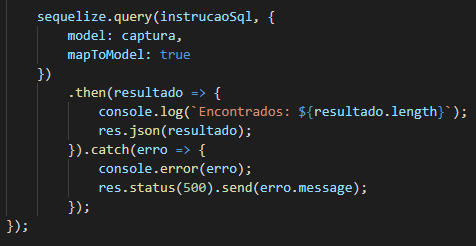 sequelize.query(instrucaoSql, {
model: captura,
mapToModel: true
})
.then(resultado => {
console.log(`Encontrados: ${resultado.length}`);
res.json(resultado);
}).catch(erro => {
console.error(erro);
res.status(500).send(erro.message);
});
});